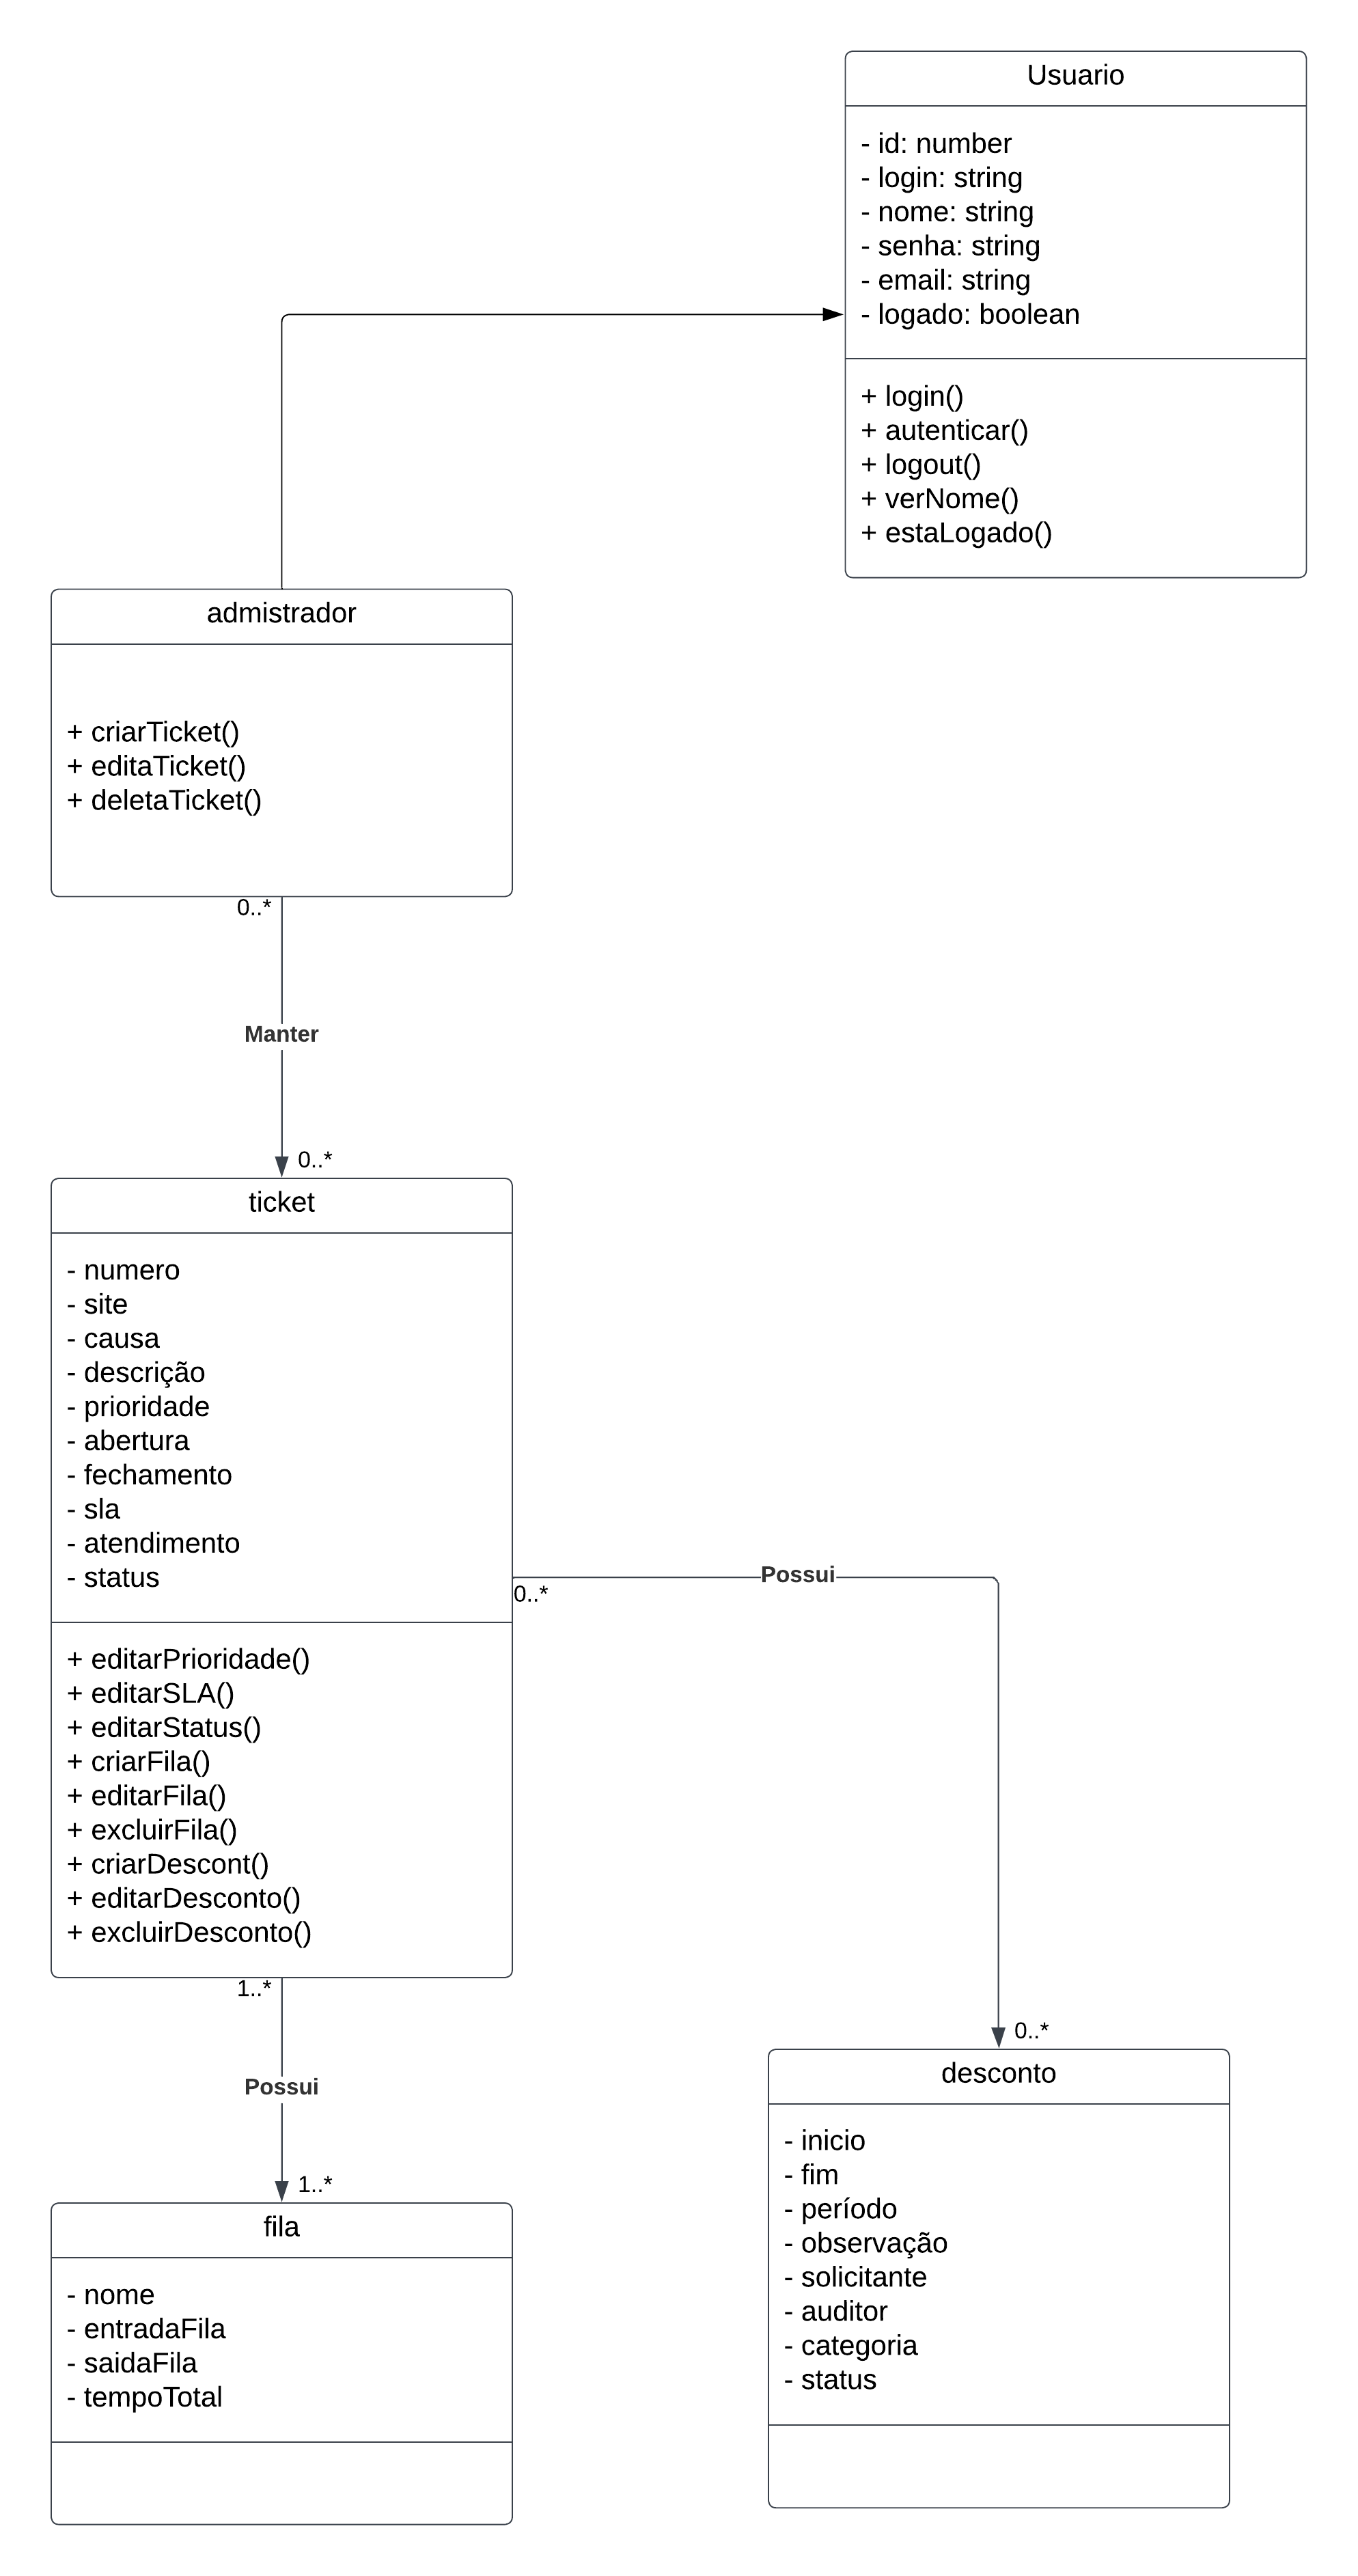 Usuario
- id: number
- login: string
- nome: string
- senha: string
- email: string
- logado: boolean
+ login()
+ autenticar()
+ logout()
+ verNome()
+ estaLogado()
admistrador
+ criarTicket()
+ editaTicket()
+ deletaTicket()
0..*
Manter
0..*
ticket
- numero
- site
- causa
- descrição
- prioridade
- abertura
- fechamento
- sla
- atendimento
- status
+ editarPrioridade()
+ editarSLA()
+ editarStatus()
+ criarFila()
+ editarFila()
+ excluirFila()
+ criarDescont()
+ editarDesconto()
+ excluirDesconto()
0..*
Possui
0..*
1..*
Possui
1..*
fila
- nome
- entradaFila
- saidaFila
- tempoTotal
desconto
- inicio
- fim
- período
- observação
- solicitante
- auditor
- categoria
- status